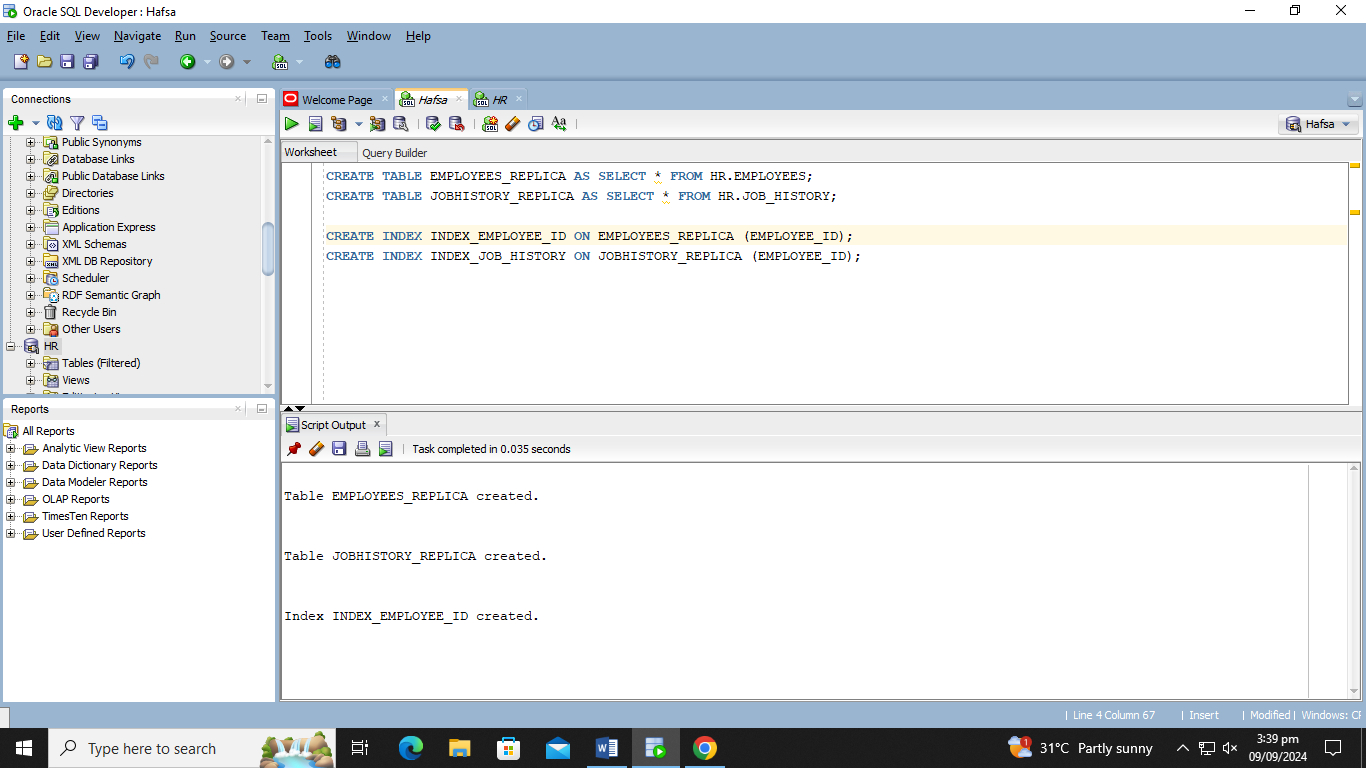 Oracle SQL Developer : Hafsa
File Edit View Navigate Run Source Team Tools Window Help
Connections
Public Synonyms
Database Links
Public Database Links
Directories
Editions
Application Express
XML Schemas
XML DB Repository
Scheduler
RDF Semantic Graph
Recycle Bin
Other Users
HR
Tables (Filtered)
Views
Reports
All Reports
Analytic View Reports
Data Dictionary Reports
Data Modeler Reports
OLAP Reports
TimesTen Reports
User Defined Reports
Welcome Page Hafsa HR
Hafsa
Worksheet Query Builder
CREATE TABLE EMPLOYEES_REPLICA AS SELECT * FROM HR.EMPLOYEES;
CREATE TABLE JOBHISTORY_REPLICA AS SELECT * FROM HR.JOB_HISTORY;
CREATE INDEX INDEX_EMPLOYEE_ID ON EMPLOYEES_REPLICA (EMPLOYEE_ID);
CREATE INDEX INDEX_JOB_HISTORY ON JOBHISTORY_REPLICA (EMPLOYEE_ID);
Script Output
Task completed in 0.035 seconds
Table EMPLOYEES_REPLICA created.
Table JOBHISTORY_REPLICA created.
Index INDEX_EMPLOYEE_ID created.
Line 4 Column 67 | Insert | Modified | Windows: CF
Type here to search
1 31°C Partly sunny
3:39 pm
09/09/2024